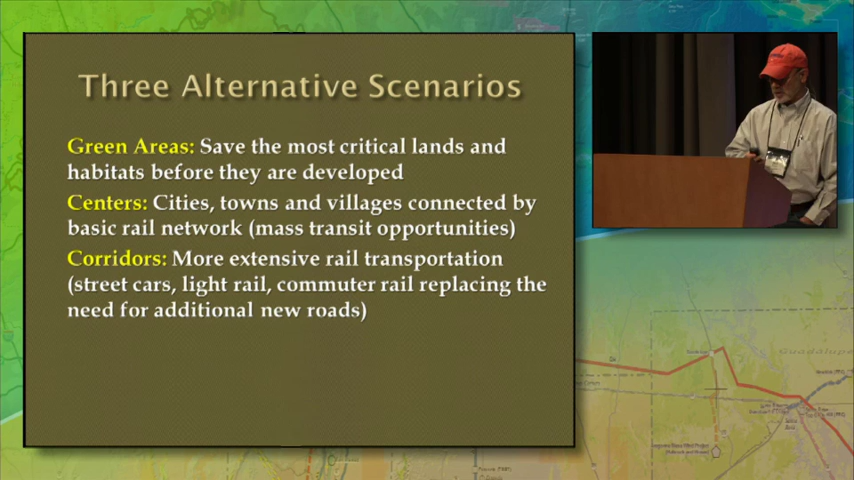 Three Alternative Scenarios
Green Areas: Save the most critical lands and
habitats before they are developed
Centers: Cities, towns and villages connected by
basic rail network (mass transit opportunities)
Corridors: More extensive rail transportation
(street cars, light rail, commuter rail replacing the
need for additional new roads)